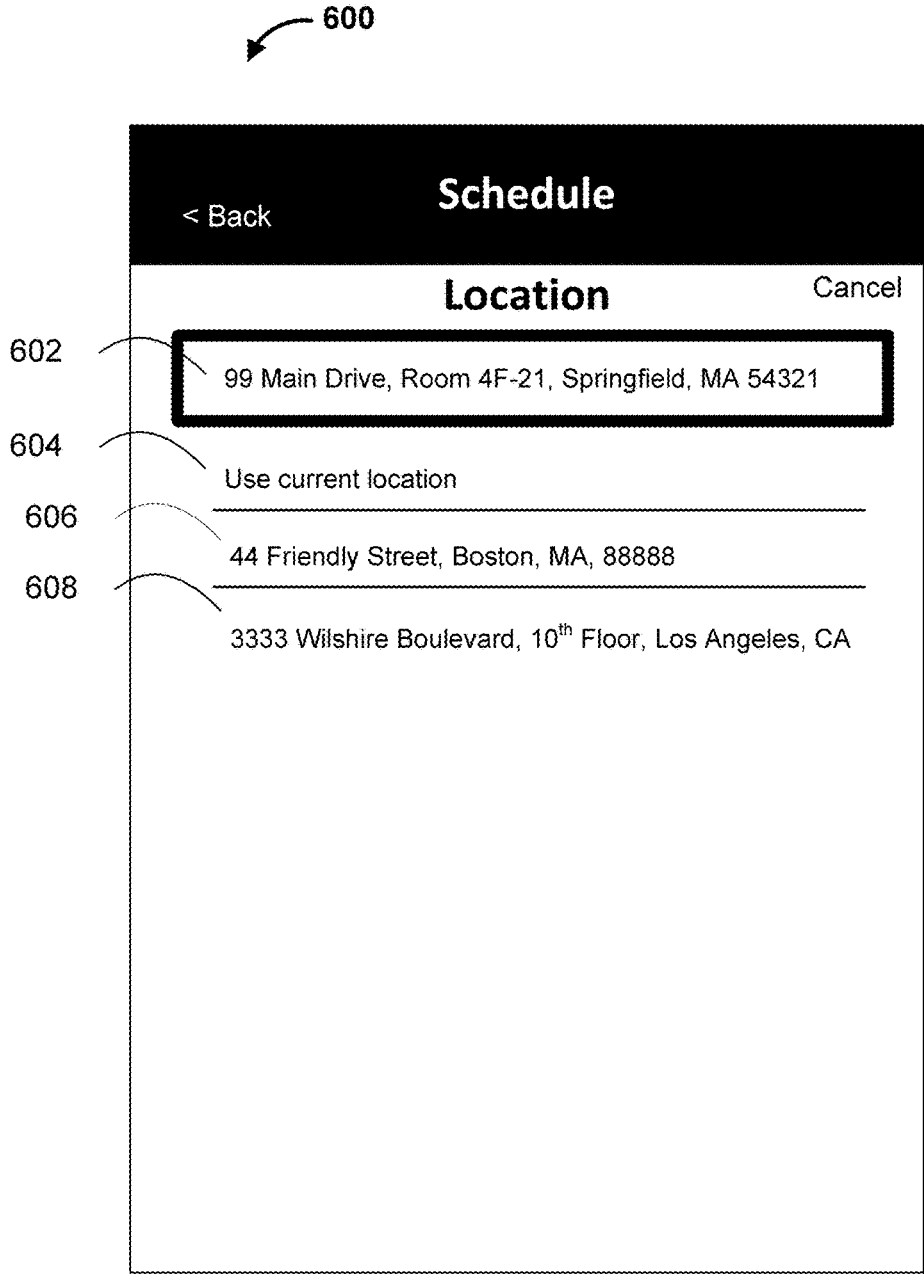 600
Schedule
< Back
Location
Cancel
602
99 Main Drive, Room 4F-21, Springfield, MA 54321
604
Use current location
606
44 Friendly Street, Boston, MA, 88888
608
3333 Wilshire Boulevard, 10th Floor, Los Angeles, CA